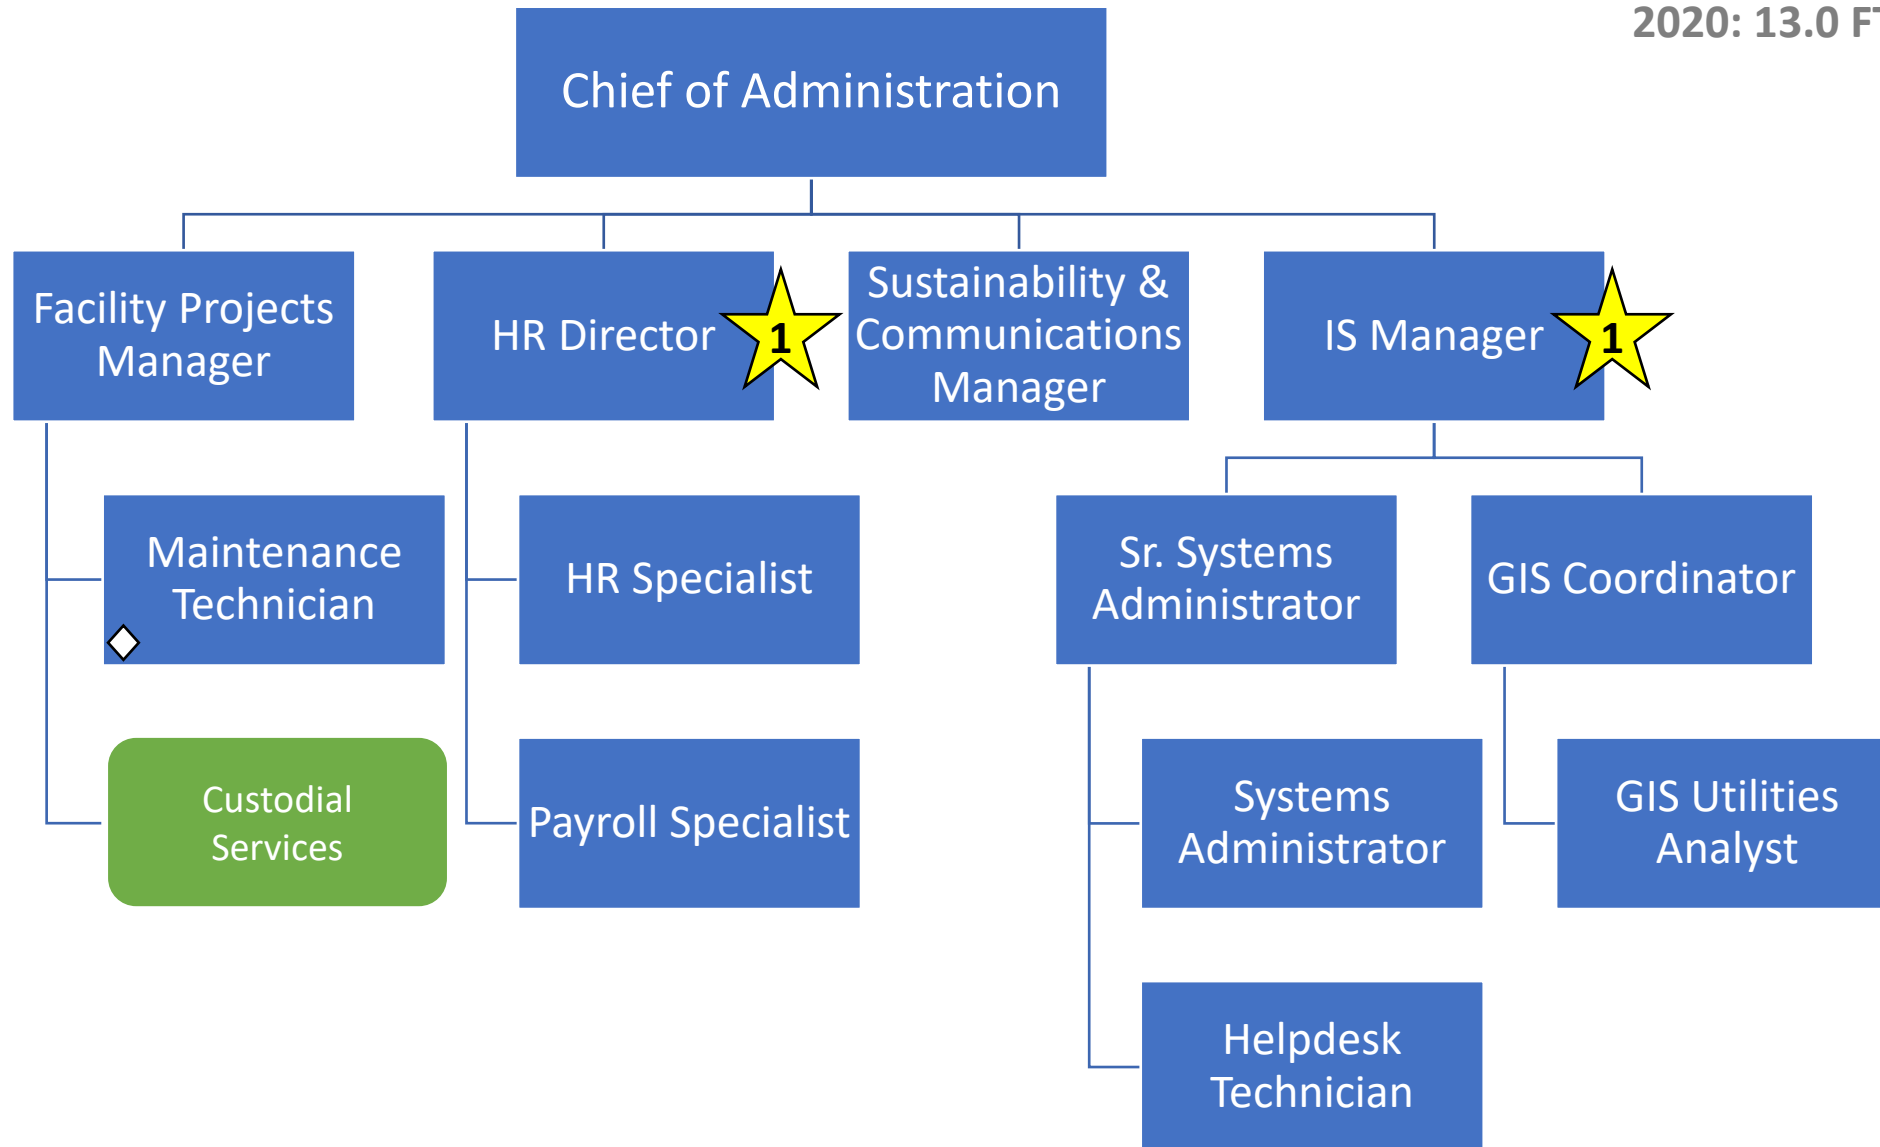 2020: 13.0 FT
Chief of Administration
Facility Projects
Manager
HR Director
1
Sustainability &
Communications
Manager
IS Manager
1
Maintenance
Technician
HR Specialist
Sr. Systems
Administrator
GIS Coordinator
Custodial
Services
Payroll Specialist
Systems
Administrator
GIS Utilities
Analyst
Helpdesk
Technician